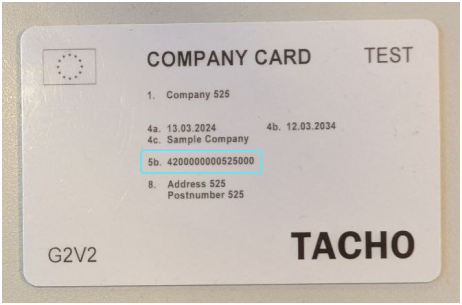 COMPANY CARD TEST
1. Company 525
4a. 13.03.2024 4b. 12.03.2034
4c. Sample Company
5b. 4200000000525000
8. Address 525
Postnumber 525
G2V2 TACHO